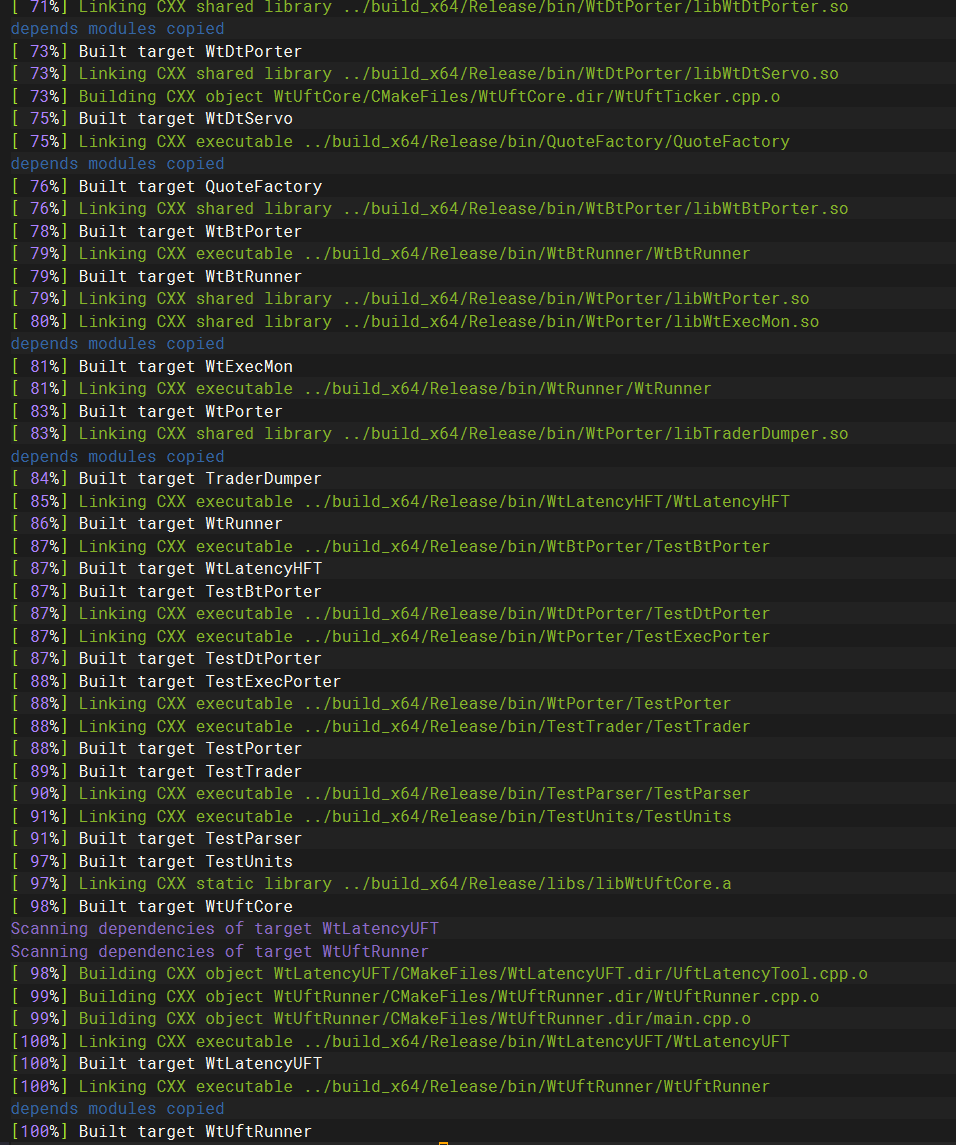 [ 71%] Linking CXX shared library ../build_x64/Release/bin/WtDtPorter/libWtDtPorter.so
depends modules copied
[ 73%] Built target WtDtPorter
[ 73%] Linking CXX shared library ../build_x64/Release/bin/WtDtPorter/libWtDtServo.so
[ 73%] Building CXX object WtUftCore/CMakeFiles/WtUftCore.dir/WtUftTicker.cpp.o
[ 75%] Built target WtDtServo
[ 75%] Linking CXX executable ../build_x64/Release/bin/QuoteFactory/QuoteFactory
depends modules copied
[ 76%] Built target QuoteFactory
[ 76%] Linking CXX shared library ../build_x64/Release/bin/WtBtPorter/libWtBtPorter.so
[ 78%] Built target WtBtPorter
[ 79%] Linking CXX executable ../build_x64/Release/bin/WtBtRunner/WtBtRunner
[ 79%] Built target WtBtRunner
[ 79%] Linking CXX shared library ../build_x64/Release/bin/WtPorter/libWtPorter.so
[ 80%] Linking CXX shared library ../build_x64/Release/bin/WtPorter/libWtExecMon.so
depends modules copied
[ 81%] Built target WtExecMon
[ 81%] Linking CXX executable ../build_x64/Release/bin/WtRunner/WtRunner
[ 83%] Built target WtPorter
[ 83%] Linking CXX shared library ../build_x64/Release/bin/WtPorter/libTraderDumper.so
depends modules copied
[ 84%] Built target TraderDumper
[ 85%] Linking CXX executable ../build_x64/Release/bin/WtLatencyHFT/WtLatencyHFT
[ 86%] Built target WtRunner
[ 87%] Linking CXX executable ../build_x64/Release/bin/WtBtPorter/TestBtPorter
[ 87%] Built target WtLatencyHFT
[ 87%] Built target TestBtPorter
[ 87%] Linking CXX executable ../build_x64/Release/bin/WtDtPorter/TestDtPorter
[ 87%] Linking CXX executable ../build_x64/Release/bin/WtPorter/TestExecPorter
[ 87%] Built target TestDtPorter
[ 88%] Built target TestExecPorter
[ 88%] Linking CXX executable ../build_x64/Release/bin/WtPorter/TestPorter
[ 88%] Linking CXX executable ../build_x64/Release/bin/TestTrader/TestTrader
[ 88%] Built target TestPorter
[ 89%] Built target TestTrader
[ 90%] Linking CXX executable ../build_x64/Release/bin/TestParser/TestParser
[ 91%] Linking CXX executable ../build_x64/Release/bin/TestUnits/TestUnits
[ 91%] Built target TestParser
[ 97%] Built target TestUnits
[ 97%] Linking CXX static library ../build_x64/Release/libs/libWtUftCore.a
[ 98%] Built target WtUftCore
Scanning dependencies of target WtLatencyUFT
Scanning dependencies of target WtUftRunner
[ 98%] Building CXX object WtLatencyUFT/CMakeFiles/WtLatencyUFT.dir/UftLatencyTool.cpp.o
[ 99%] Building CXX object WtUftRunner/CMakeFiles/WtUftRunner.dir/WtUftRunner.cpp.o
[ 99%] Building CXX object WtUftRunner/CMakeFiles/WtUftRunner.dir/main.cpp.o
[100%] Linking CXX executable ../build_x64/Release/bin/WtLatencyUFT/WtLatencyUFT
[100%] Built target WtLatencyUFT
[100%] Linking CXX executable ../build_x64/Release/bin/WtUftRunner/WtUftRunner
depends modules copied
[100%] Built target WtUftRunner